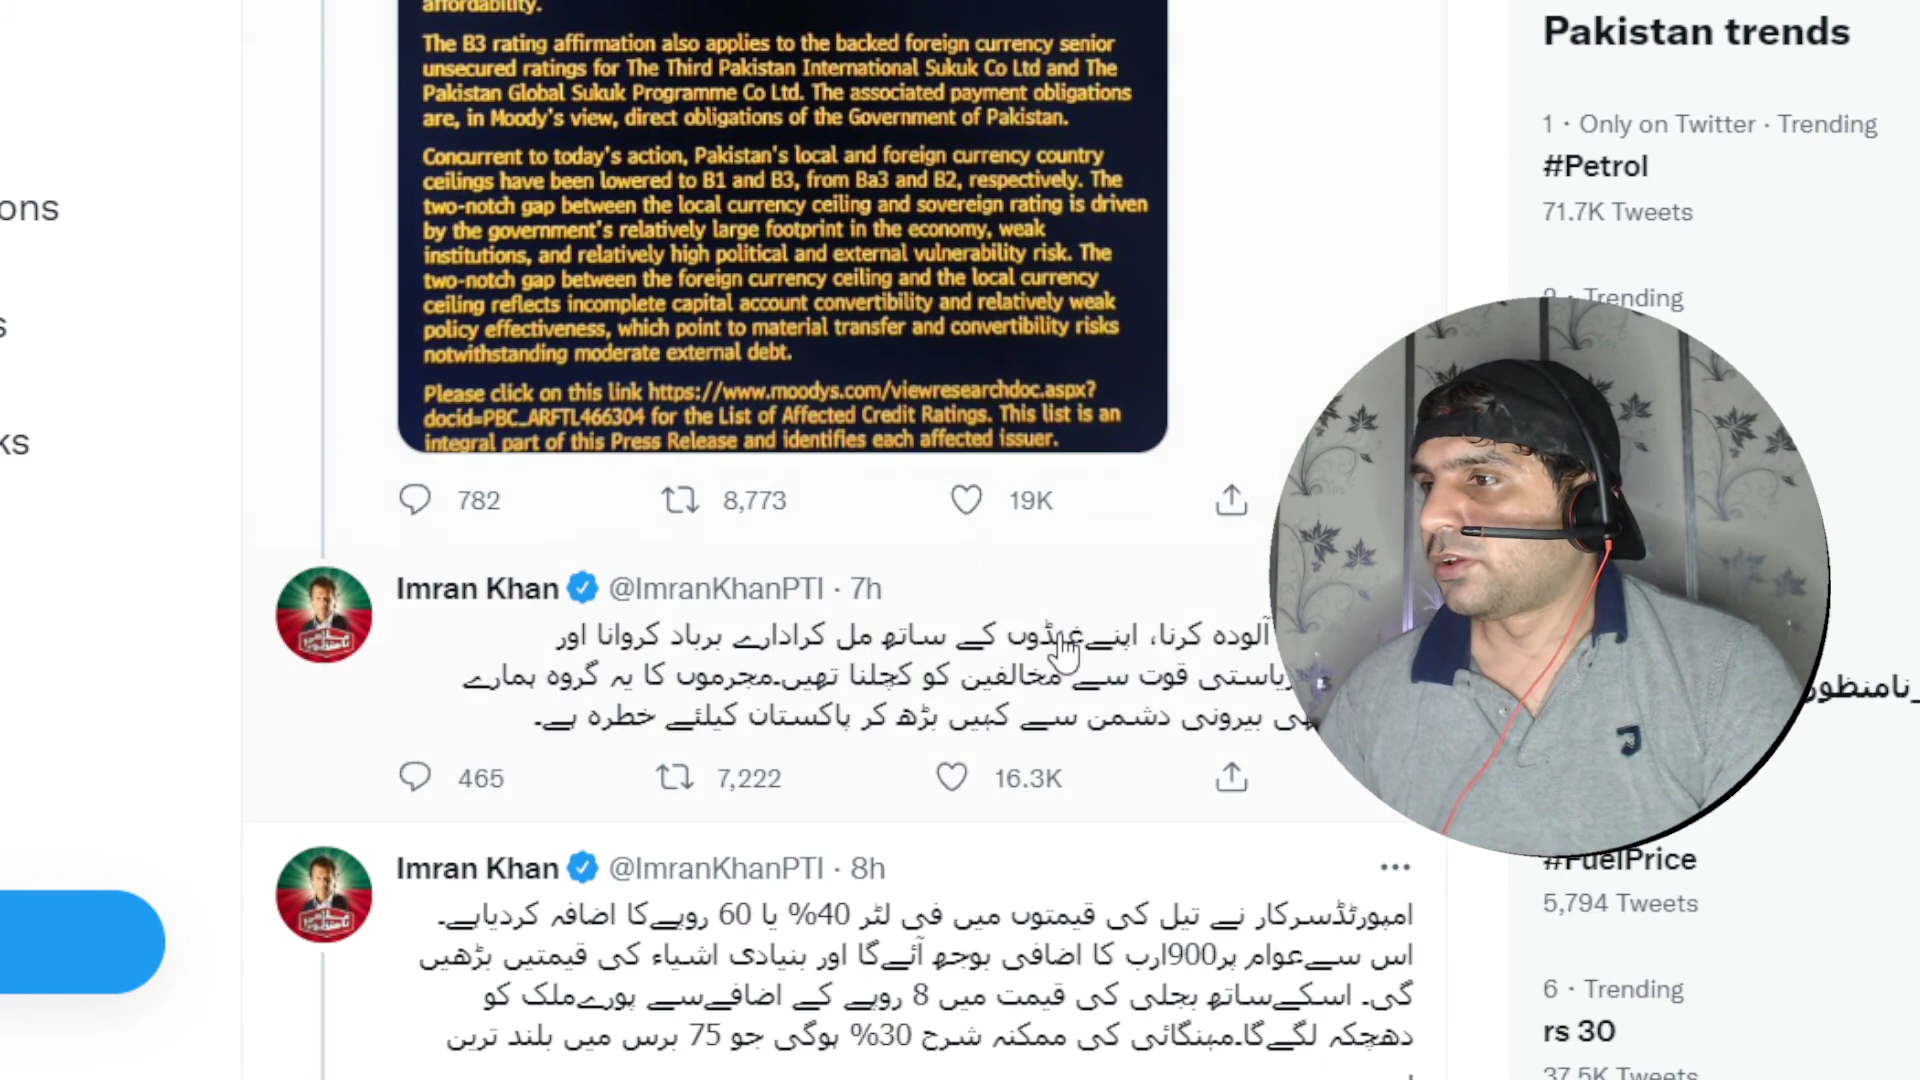 affordability.
The B3 rating affirmation also applies to the backed foreign currency senior
unsecured ratings for The Third Pakistan International Sukuk Co Ltd and The
Pakistan Global Sukuk Programme Co Ltd. The associated payment obligations
are, in Moody's view, direct obligations of the Government of Pakistan.
Concurrent to today's action, Pakistan's local and foreign currency country
ceilings have been lowered to B1 and B3, from Ba3 and B2, respectively. The
two-notch gap between the local currency ceiling and sovereign rating is driven
by the government's relatively large footprint in the economy, weak
institutions, and relatively high political and external vulnerability risk. The
two-notch gap between the foreign currency ceiling and the local currency
ceiling reflects incomplete capital account convertibility and relatively weak
policy effectiveness, which point to material transfer and convertibility risks
notwithstanding moderate external debt.
Please click on this link https://www.moodys.com/viewresearchdoc.aspx?
docid=PBC_ARFTL466304 for the List of Affected Credit Ratings. This list is an
integral part of this Press Release and identifies each affected issuer.
782 8,773 19K
Imran Khan @ImranKhanPTI · 7h
آلودہ کرنا، اپنے غنڈوں کے ساتھ مل کرادارے برباد کروانا اور
ریاستی قوت سے مخالفین کو کچلنا تھیں۔مجرموں کا یہ گروہ ہمارے
بیرونی دشمن سے کہیں بڑھ کر پاکستان کیلئے خطرہ ہے۔
465 7,222 16.3K
Imran Khan @ImranKhanPTI · 8h
امپورٹڈسرکار نے تیل کی قیمتوں میں فی لٹر 40% یا 60 روپےکا اضافہ کردیاہے۔
اس سےعوام پر900ارب کا اضافی بوجھ آئےگا اور بنیادی اشیاء کی قیمتیں بڑھیں
گی۔ اسکےساتھ بجلی کی قیمت میں 8 روپے کے اضافےسے پورےملک کو
دھچکہ لگےگا۔مہنگائی کی ممکنہ شرح 30% ہوگی جو 75 برس میں بلند ترین
Pakistan trends
1 · Only on Twitter · Trending
#Petrol
71.7K Tweets
Trending
نامنظور
#FuelPrice
5,794 Tweets
6 · Trending
rs 30
37.5K Tweets
ons
s
ks